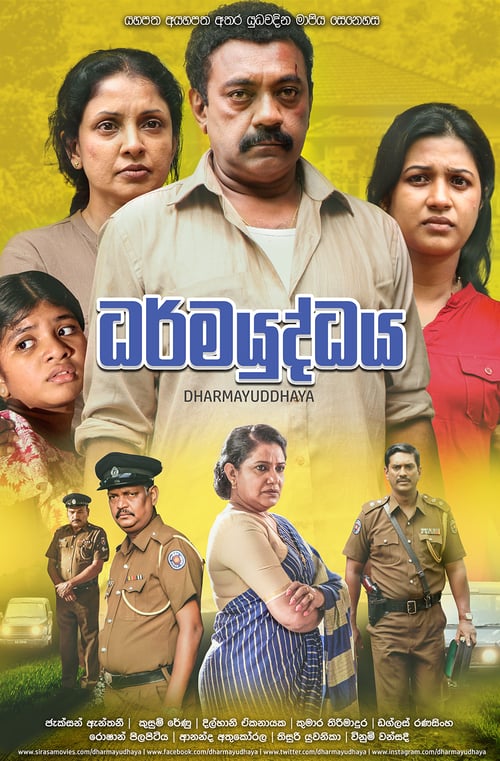 යහපත අයහපත අතර යුධවදින මාපිය සෙනෙහස
ධර්මයුද්ධය
DHARMAYUDDHAYA
ජැක්සන් ඇන්තනී | කුසුම් රේණු | දිල්හානි ඒකනායක | කුමාර තිරිමාදුර | ඩග්ලස් රණසිංහ
රොෂාන් පිලපිටිය | ආනන්ද අතුකෝරල | තිසුරි යුවනිකා | විනුමි වන්සදි
www.sirasamovies.com/dharmayudhaya | www.facebook.com/dharmayudhaya | www.twitter.com/dharmayudhaya | www.instagram.com/dharmayudhaya